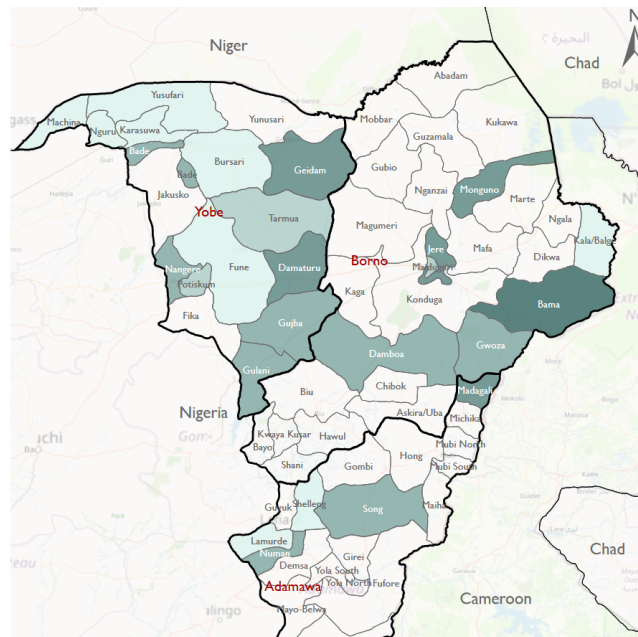 N
Niger
Chad
البحيرة
Abadam
Yusufari
Machina
Yunusari
Mobbar
Kukawa
Karasuwa
Nguru
Guzamala
Bade
Bursari
Geidam
Gubio
Bade
Nganzai
Monguno
Jakusko
Marte
Yobe
Tarmua
Magumeri
Ngala
Jere
Mafa
Kala/Balge
Borno
Maiduguri
Dikwa
Nangere
Fune
Damaturu
Potiskum
Kaga
Konduga
Bama
Fika
Gujba
Gwoza
Damboa
Gulani
Chibok
Madagali
Biu
Nigeria
Askira/Uba
Michika
Kwaya Kusar
Hawul
Mubi North
Bayo
Hong
Shani
Gombi
Mubi South
Guyuk
Shelleng
Song
Maiha
Lamurde
Numan
Girei
Demsa
Yola South
Chad
Yola North
Fufore
Adamawa
Cameroon
Mayo-Belwa